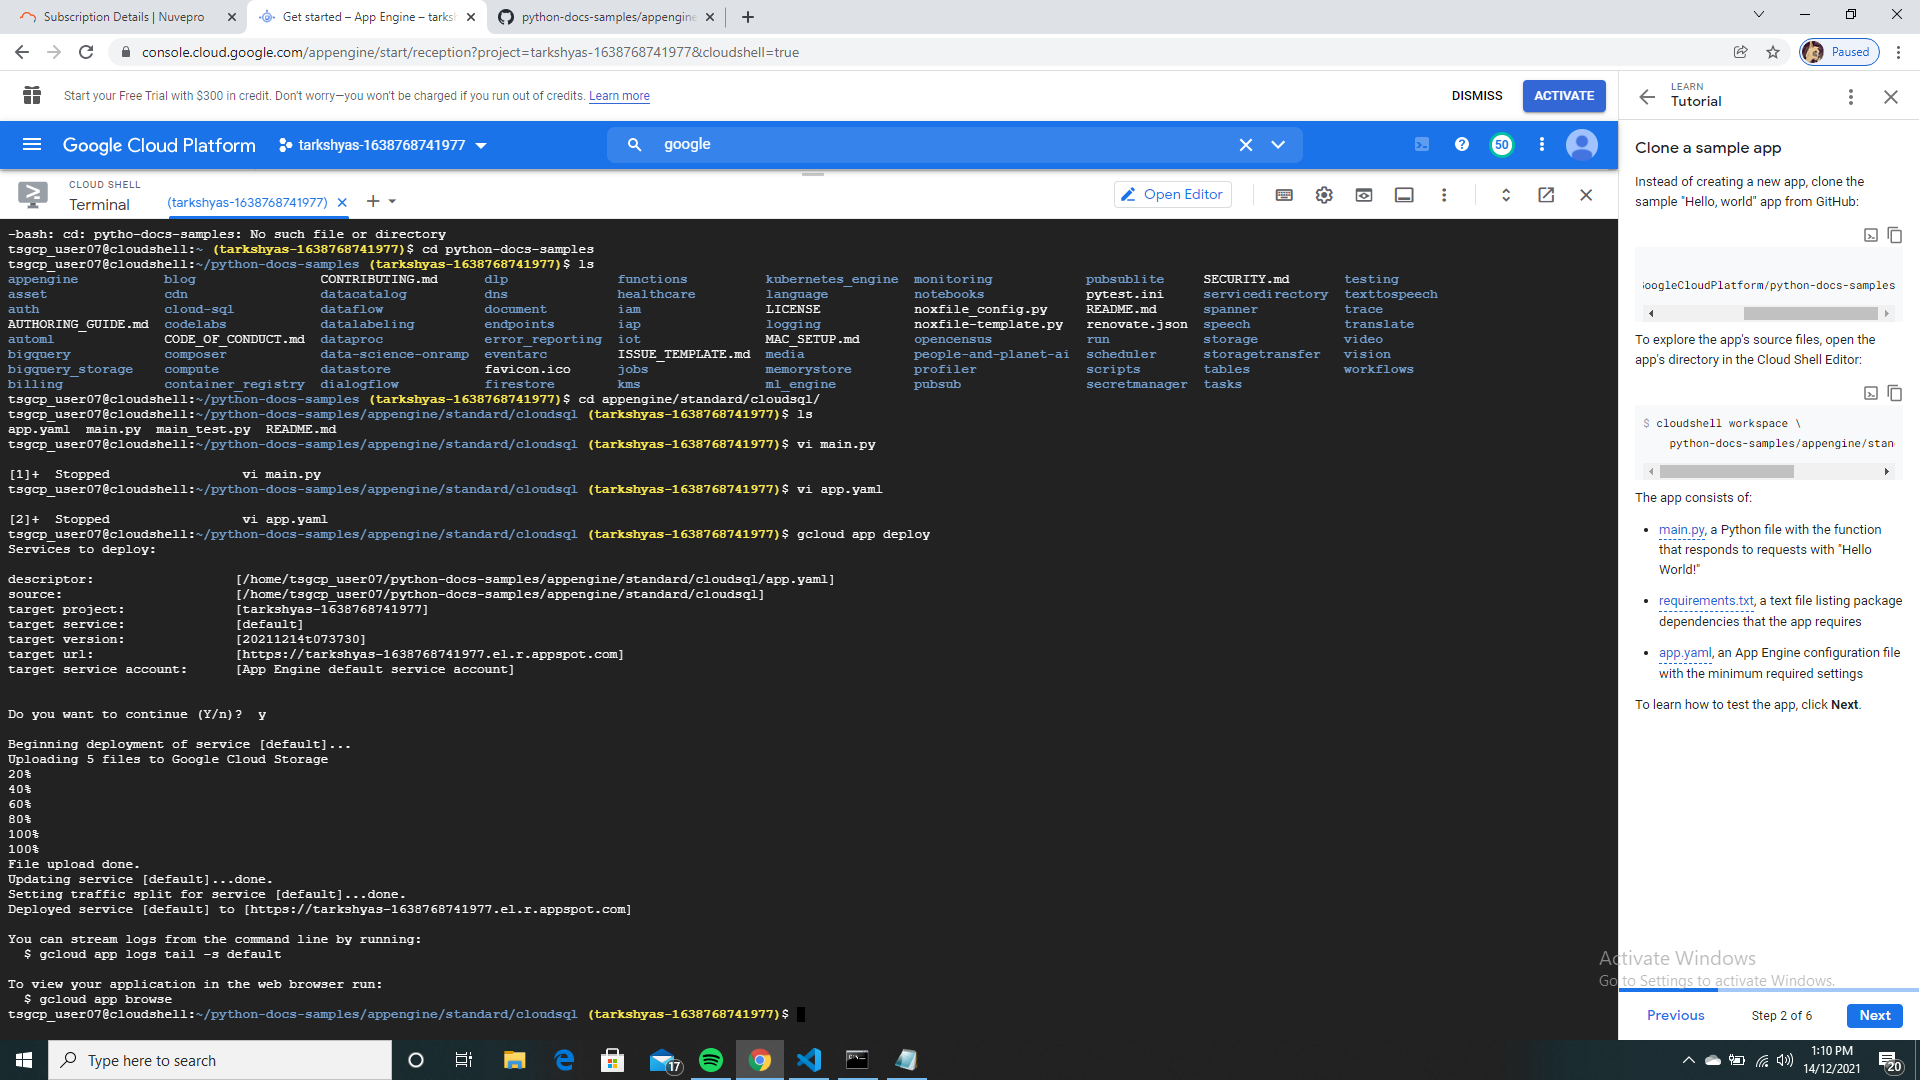 Subscription Details | Nuvepro
Get started – App Engine – tarksh
python-docs-samples/appengine
console.cloud.google.com/appengine/start/reception?project=tarkshyas-1638768741977&cloudshell=true
Paused
Start your Free Trial with $300 in credit. Don't worry—you won't be charged if you run out of credits. Learn more
DISMISS
ACTIVATE
Google Cloud Platform
tarkshyas-1638768741977
google
50
CLOUD SHELL
Terminal
(tarkshyas-1638768741977)
Open Editor
-bash: cd: pytho-docs-samples: No such file or directory
tsgcp_user07@cloudshell:~ (tarkshyas-1638768741977)$ cd python-docs-samples
tsgcp_user07@cloudshell:~/python-docs-samples (tarkshyas-1638768741977)$ ls
appengine blog CONTRIBUTING.md dlp functions kubernetes_engine monitoring pubsublite SECURITY.md testing
asset cdn datacatalog dns healthcare language notebooks pytest.ini servicedirectory texttospeech
auth cloud-sql dataflow document iam LICENSE noxfile_config.py README.md spanner trace
AUTHORING_GUIDE.md codelabs datalabeling endpoints iap logging noxfile-template.py renovate.json speech translate
automl CODE_OF_CONDUCT.md dataproc error_reporting iot MAC_SETUP.md opencensus run storage video
bigquery composer data-science-onramp eventarc ISSUE_TEMPLATE.md media people-and-planet-ai scheduler storagetransfer vision
bigquery_storage compute datastore favicon.ico jobs memorystore profiler scripts tables workflows
billing container_registry dialogflow firestore kms ml_engine pubsub secretmanager tasks
tsgcp_user07@cloudshell:~/python-docs-samples (tarkshyas-1638768741977)$ cd appengine/standard/cloudsql/
tsgcp_user07@cloudshell:~/python-docs-samples/appengine/standard/cloudsql (tarkshyas-1638768741977)$ ls
app.yaml main.py main_test.py README.md
tsgcp_user07@cloudshell:~/python-docs-samples/appengine/standard/cloudsql (tarkshyas-1638768741977)$ vi main.py
[1]+ Stopped vi main.py
tsgcp_user07@cloudshell:~/python-docs-samples/appengine/standard/cloudsql (tarkshyas-1638768741977)$ vi app.yaml
[2]+ Stopped vi app.yaml
tsgcp_user07@cloudshell:~/python-docs-samples/appengine/standard/cloudsql (tarkshyas-1638768741977)$ gcloud app deploy
Services to deploy:
descriptor: [/home/tsgcp_user07/python-docs-samples/appengine/standard/cloudsql/app.yaml]
source: [/home/tsgcp_user07/python-docs-samples/appengine/standard/cloudsql]
target project: [tarkshyas-1638768741977]
target service: [default]
target version: [20211214t073730]
target url: [https://tarkshyas-1638768741977.el.r.appspot.com]
target service account: [App Engine default service account]
Do you want to continue (Y/n)? y
Beginning deployment of service [default]...
Uploading 5 files to Google Cloud Storage
20%
40%
60%
80%
100%
100%
File upload done.
Updating service [default]...done.
Setting traffic split for service [default]...done.
Deployed service [default] to [https://tarkshyas-1638768741977.el.r.appspot.com]
You can stream logs from the command line by running:
$ gcloud app logs tail -s default
To view your application in the web browser run:
$ gcloud app browse
tsgcp_user07@cloudshell:~/python-docs-samples/appengine/standard/cloudsql (tarkshyas-1638768741977)$
LEARN
Tutorial
Clone a sample app
Instead of creating a new app, clone the
sample "Hello, world" app from GitHub:
GoogleCloudPlatform/python-docs-samples
To explore the app's source files, open the
app's directory in the Cloud Shell Editor:
$ cloudshell workspace \
python-docs-samples/appengine/stan
The app consists of:
• main.py, a Python file with the function
that responds to requests with "Hello
World!"
• requirements.txt, a text file listing package
dependencies that the app requires
• app.yaml, an App Engine configuration file
with the minimum required settings
To learn how to test the app, click Next.
Activate Windows
Go to Settings to activate Windows.
Previous
Step 2 of 6
Next
Type here to search
17
1:10 PM
14/12/2021
20